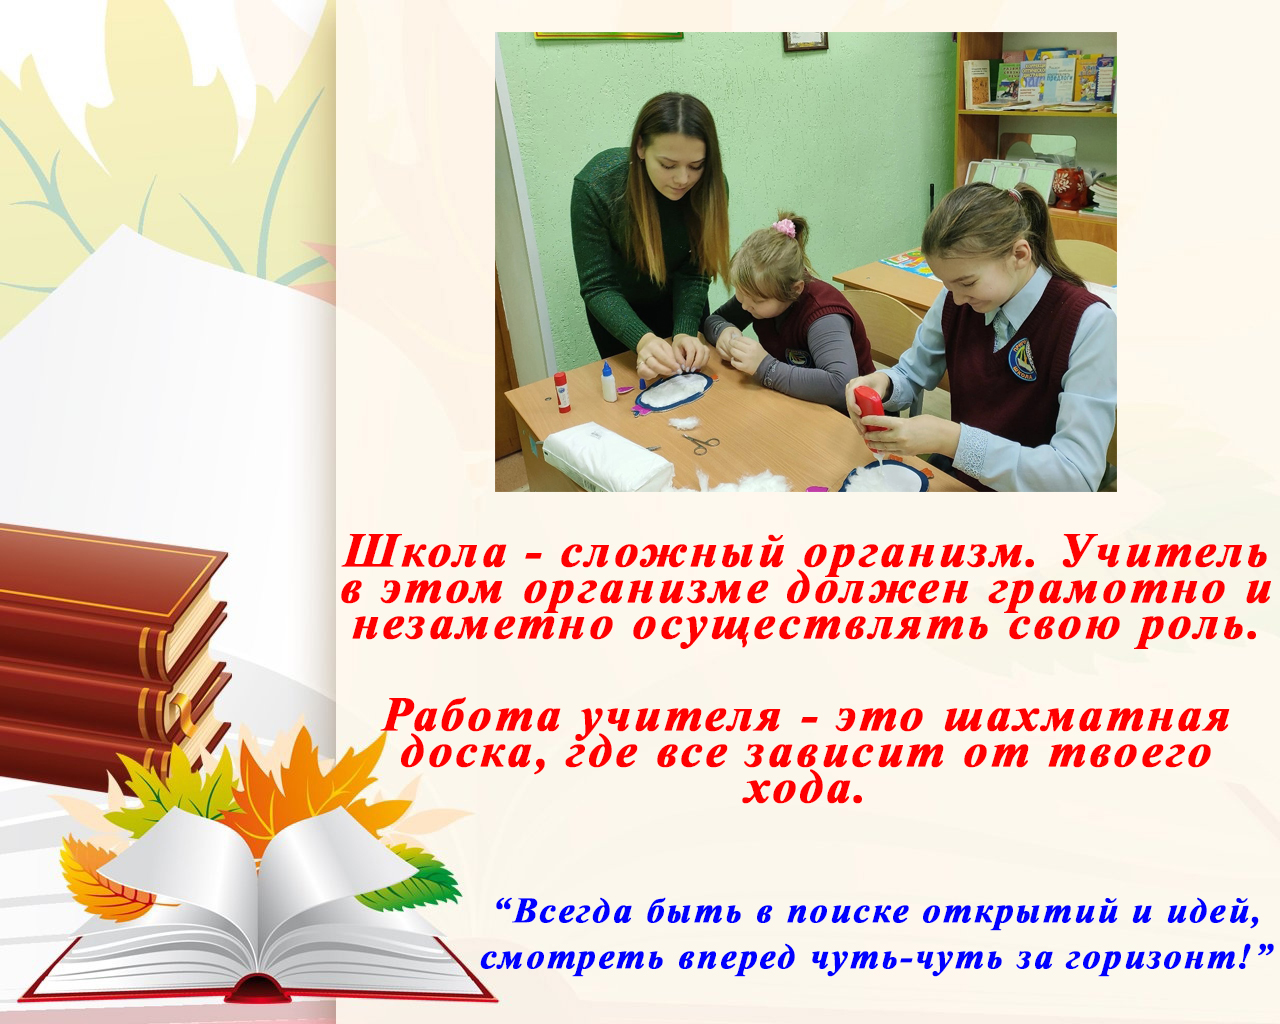 Школа - сложный организм. Учитель
в этом организме должен грамотно и
незаметно осуществлять свою роль.
Работа учителя - это шахматная
доска, где все зависит от твоего
хода.
“Всегда быть в поиске открытий и идей,
смотреть вперед чуть-чуть за горизонт!”